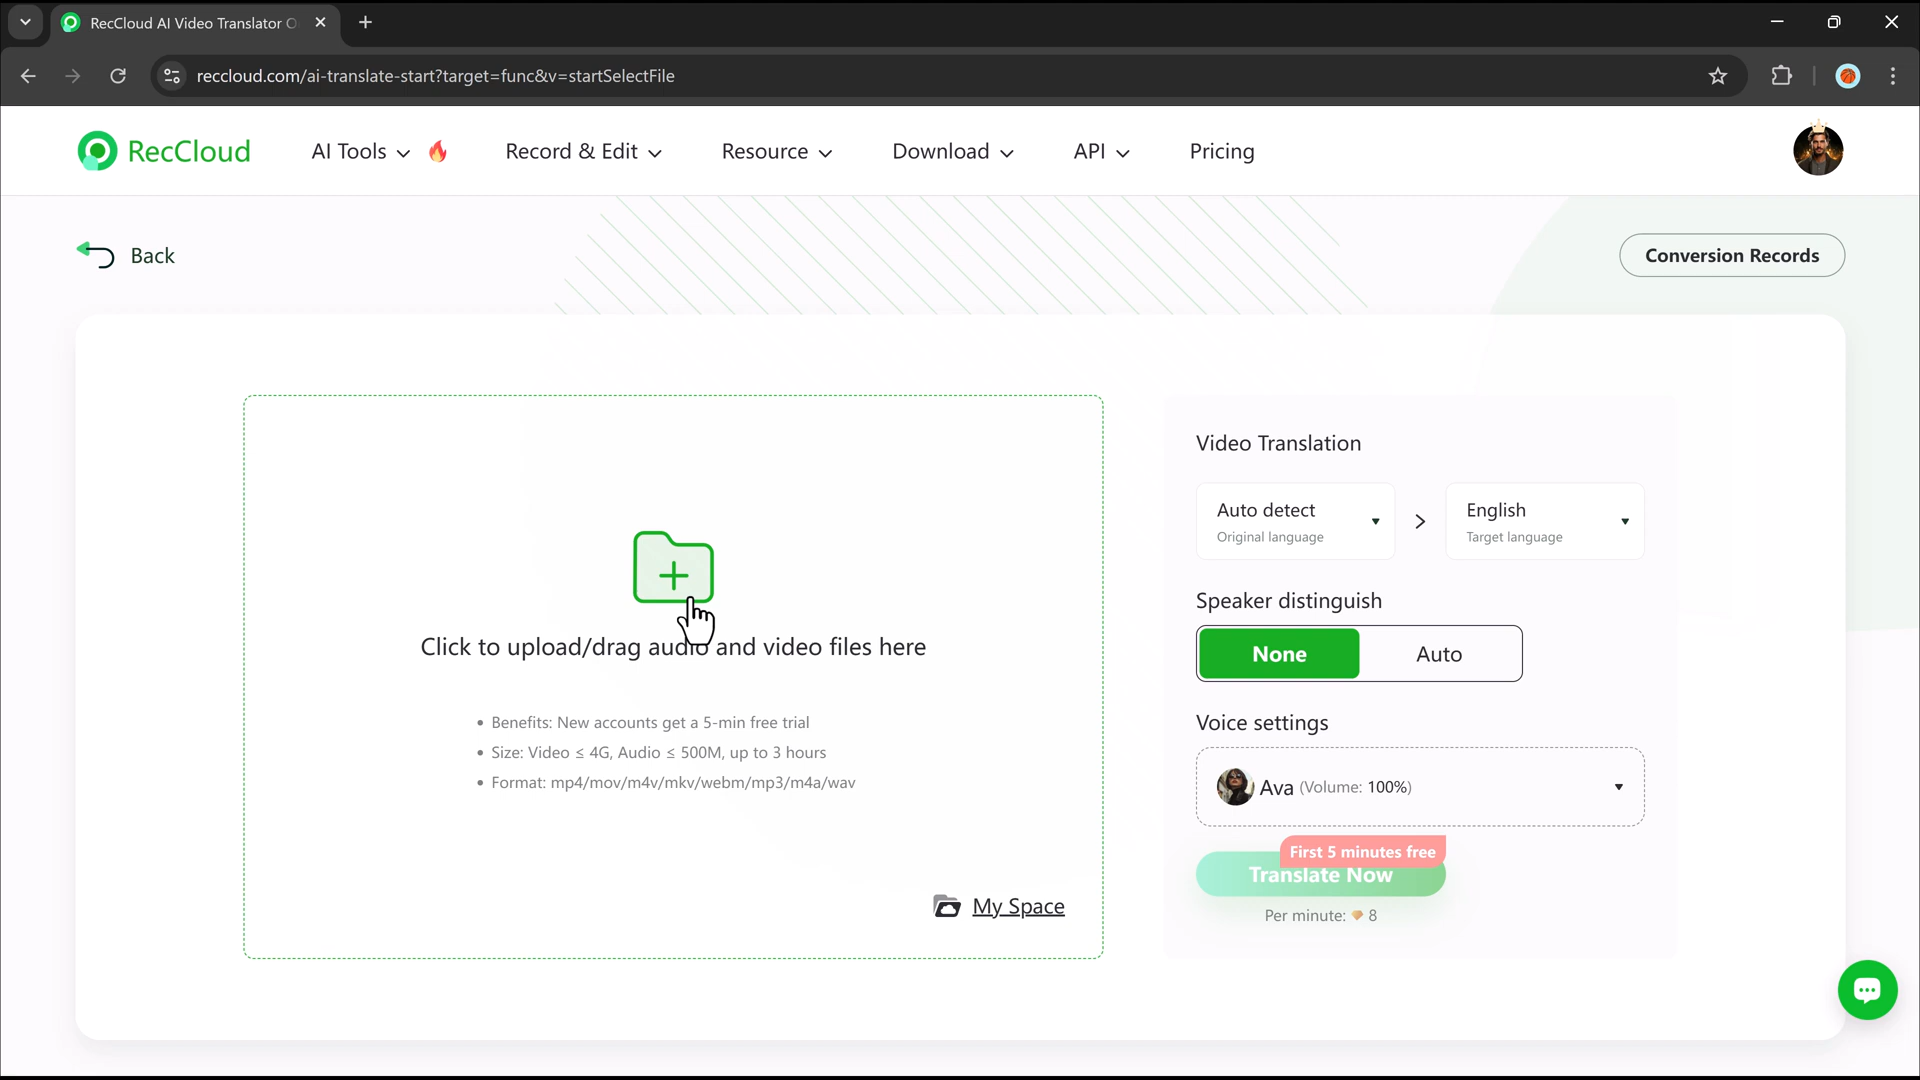 RecCloud AI Video Translator O
reccloud.com/ai-translate-start?target=func&v=startSelectFile
RecCloud
AI Tools
Record & Edit
Resource
Download
API
Pricing
Back
Conversion Records
Click to upload/drag audio and video files here
• Benefits: New accounts get a 5-min free trial
• Size: Video ≤ 4G, Audio ≤ 500M, up to 3 hours
• Format: mp4/mov/m4v/mkv/webm/mp3/m4a/wav
My Space
Video Translation
Auto detect
Original language
>
English
Target language
Speaker distinguish
None
Auto
Voice settings
Ava (Volume: 100%)
First 5 minutes free
Translate Now
Per minute: 8